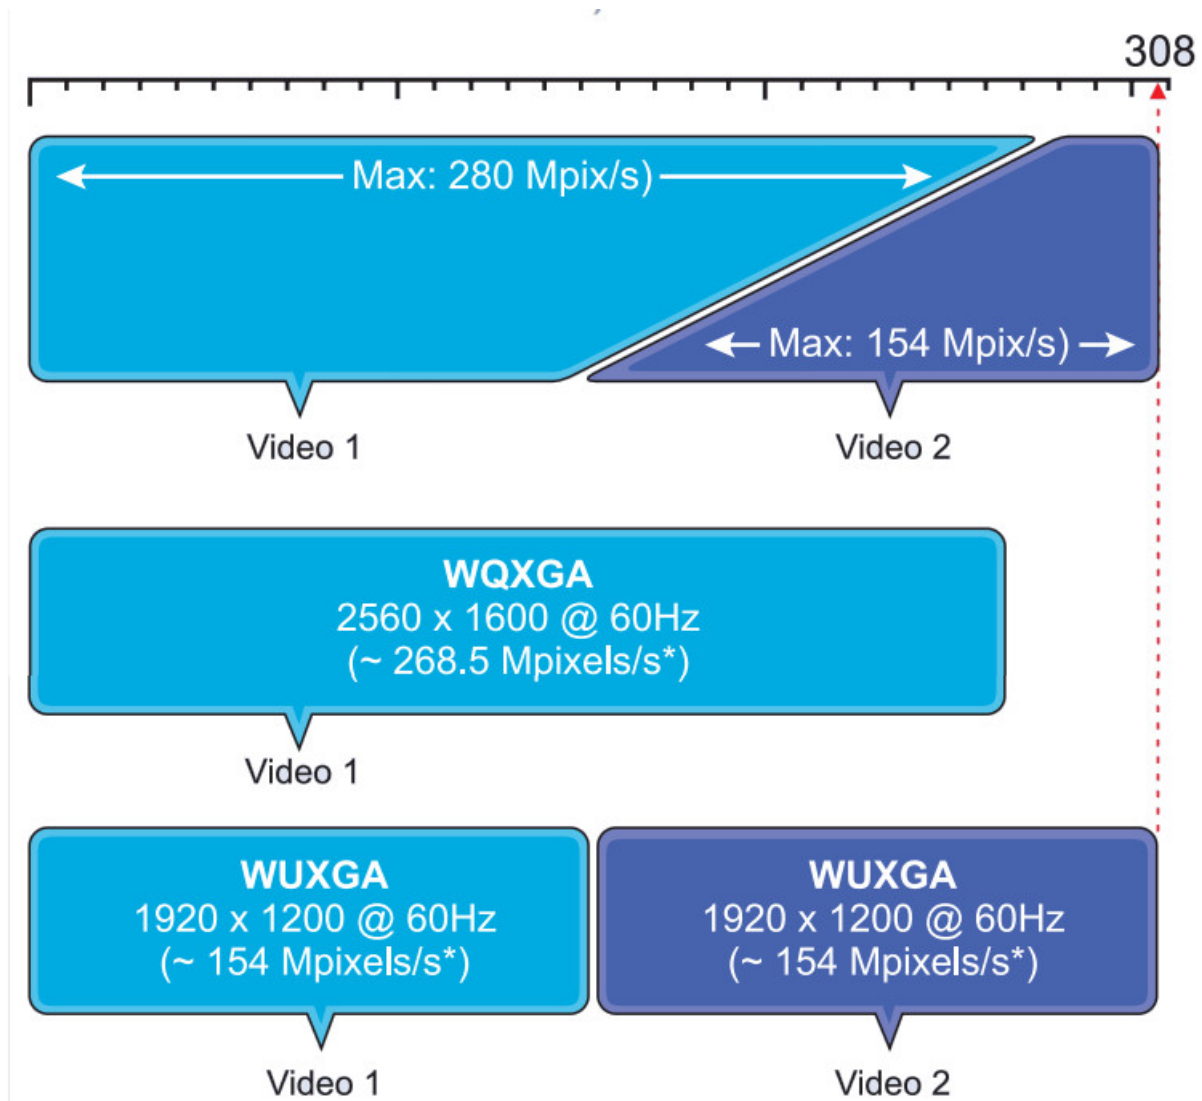 308
Max: 280 Mpix/s)
Max: 154 Mpix/s)
Video 1
Video 2
WQXGA
2560 x 1600 @ 60Hz
(~ 268.5 Mpixels/s*)
Video 1
WUXGA
1920 x 1200 @ 60Hz
(~ 154 Mpixels/s*)
WUXGA
1920 x 1200 @ 60Hz
(~ 154 Mpixels/s*)
Video 1
Video 2